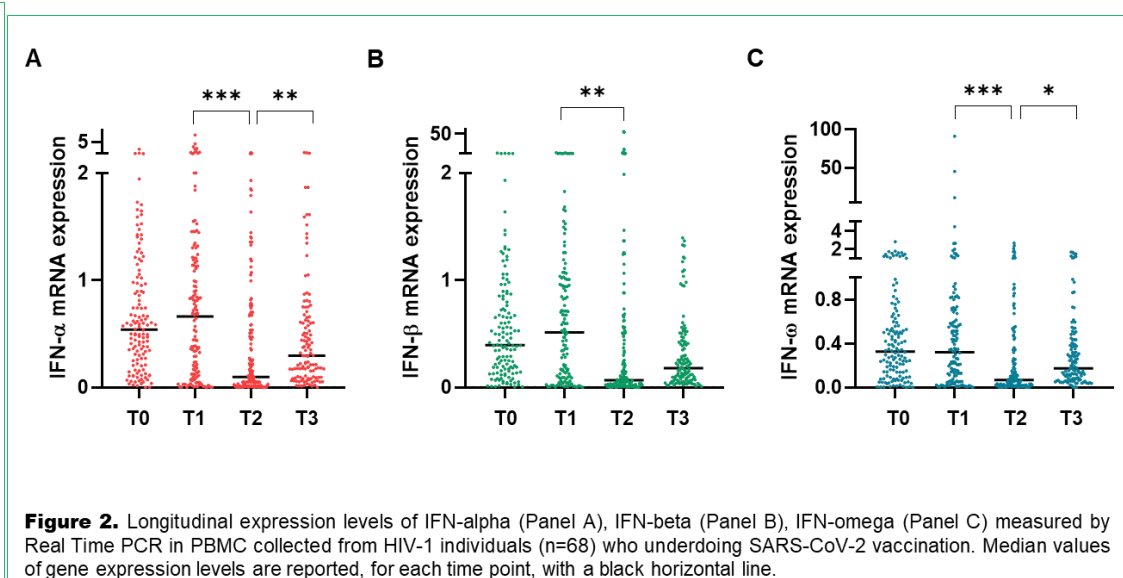 A
B
C
*** **
**
*** *
IFN-α mRNA expression
5
2
1
0
T0 T1 T2 T3
IFN-β mRNA expression
50
2
1
0
T0 T1 T2 T3
IFN-ω mRNA expression
100
50
4
2
0.8
0.4
0.0
T0 T1 T2 T3
Figure 2. Longitudinal expression levels of IFN-alpha (Panel A), IFN-beta (Panel B), IFN-omega (Panel C) measured by
Real Time PCR in PBMC collected from HIV-1 individuals (n=68) who underdoing SARS-CoV-2 vaccination. Median values
of gene expression levels are reported, for each time point, with a black horizontal line.